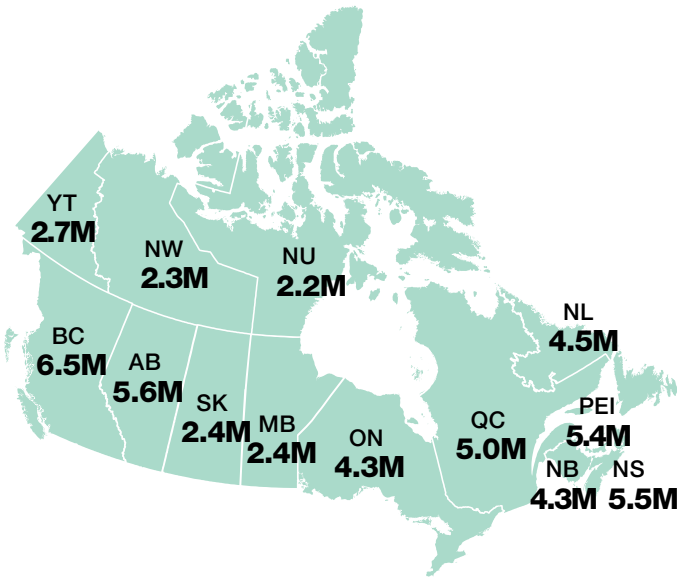 YT
2.7M
NW
2.3M
NU
2.2M
NL
4.5M
BC
6.5M
AB
5.6M
SK
2.4M
MB
2.4M
ON
4.3M
QC
5.0M
PEI
5.4M
NB
4.3M
NS
5.5M